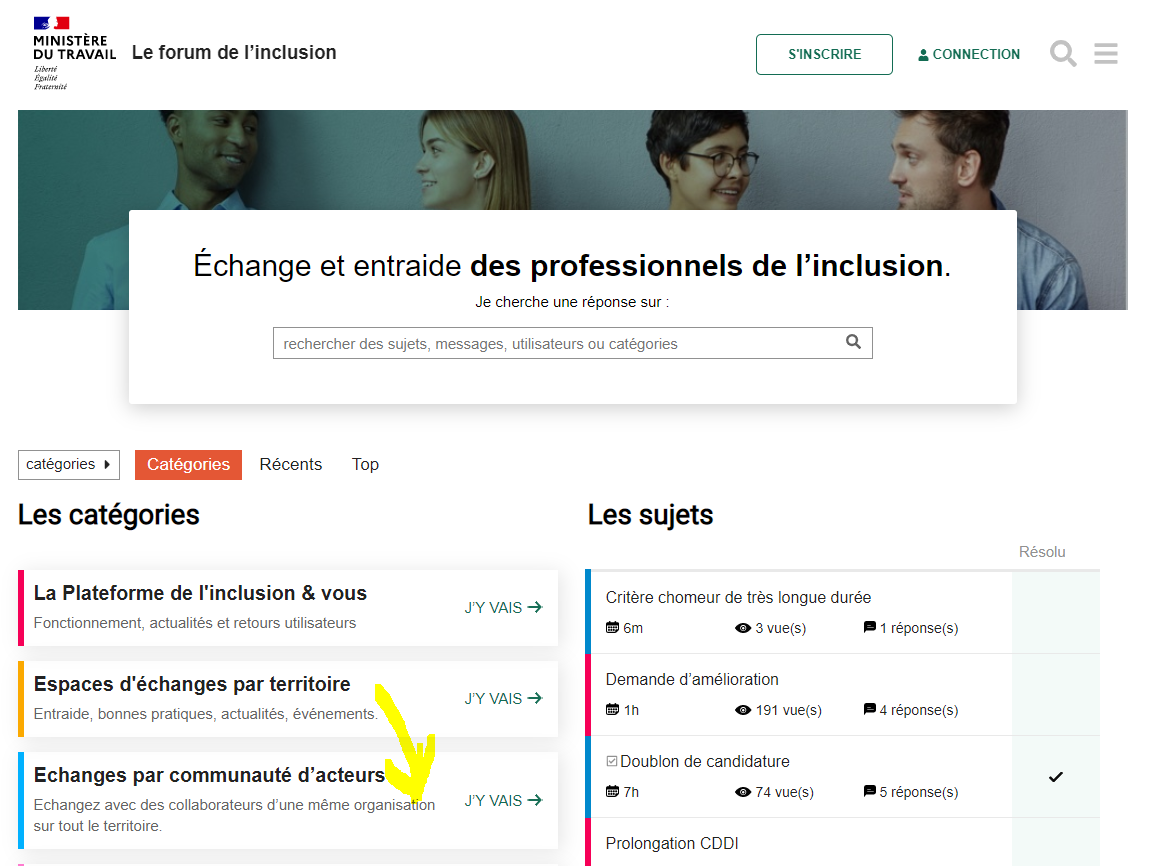 MINISTÈRE
DU TRAVAIL
Liberté
Égalité
Fraternité
Le forum de l’inclusion
S'INSCRIRE
CONNECTION
Échange et entraide des professionnels de l’inclusion.
Je cherche une réponse sur :
rechercher des sujets, messages, utilisateurs ou catégories
catégories
Catégories
Récents
Top
Les catégories
La Plateforme de l'inclusion & vous
Fonctionnement, actualités et retours utilisateurs
J’Y VAIS
Espaces d'échanges par territoire
Entraide, bonnes pratiques, actualités, événements.
J’Y VAIS
Echanges par communauté d’acteurs
Echangez avec des collaborateurs d’une même organisation
sur tout le territoire.
J’Y VAIS
Les sujets
Résolu
Critère chomeur de très longue durée
6m 3 vue(s) 1 réponse(s)
Demande d’amélioration
1h 191 vue(s) 4 réponse(s)
Doublon de candidature
7h 74 vue(s) 5 réponse(s)
Prolongation CDDI